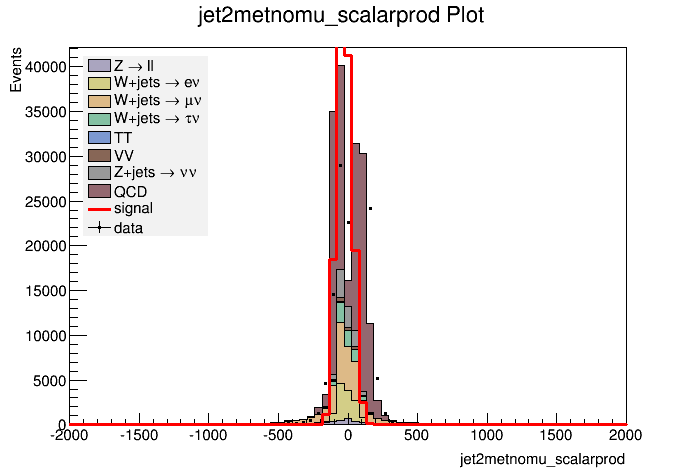 jet2metnomu_scalarprod Plot
Events
40000
35000
30000
25000
20000
15000
10000
5000
0
Z → ll
W+jets → eν
W+jets → μν
W+jets → τν
TT
VV
Z+jets → νν
QCD
signal
data
-2000 -1500 -1000 -500 0 500 1000 1500 2000
jet2metnomu_scalarprod